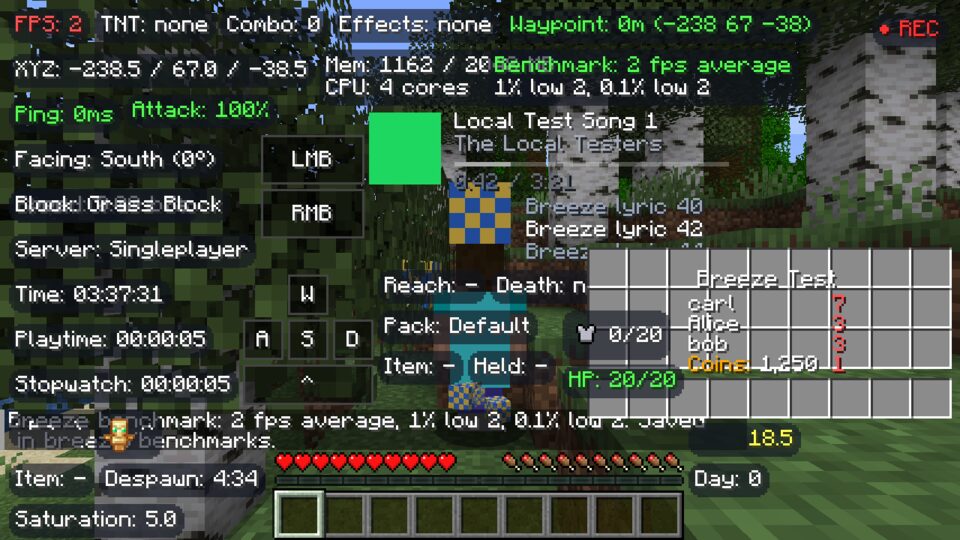 FPS: 2 TNT: none Combo: 0 Effects: none Waypoint: 0m (-238 67 -38) REC
XYZ: -238.5 / 67.0 / -38.5 Mem: 1162 / 20
Benchmark: 2 fps average
CPU: 4 cores 1% low 2, 0.1% low 2
Ping: 0ms Attack: 100%
Local Test Song 1
The Local Testers
0:42 / 3:21
Facing: South (0°) LMB
Block: Grass Block RMB
Breeze lyric 40
Breeze lyric 42
Breeze
Server: Singleplayer
Reach: - Death: n
Breeze Test
Time: 03:37:31 W
carl 7
Alice 3
bob 3
Coins: 1,250 1
Pack: Default
0/20
Playtime: 00:00:05 A S D
Item: - Held: -
HP: 20/20
Stopwatch: 00:00:05 ^
Breeze benchmark: 2 fps average, 1% low 2, 0.1% low 2. Saved
in breeze benchmarks.
18.5
Item: - Despawn: 4:34 Day: 0
Saturation: 5.0